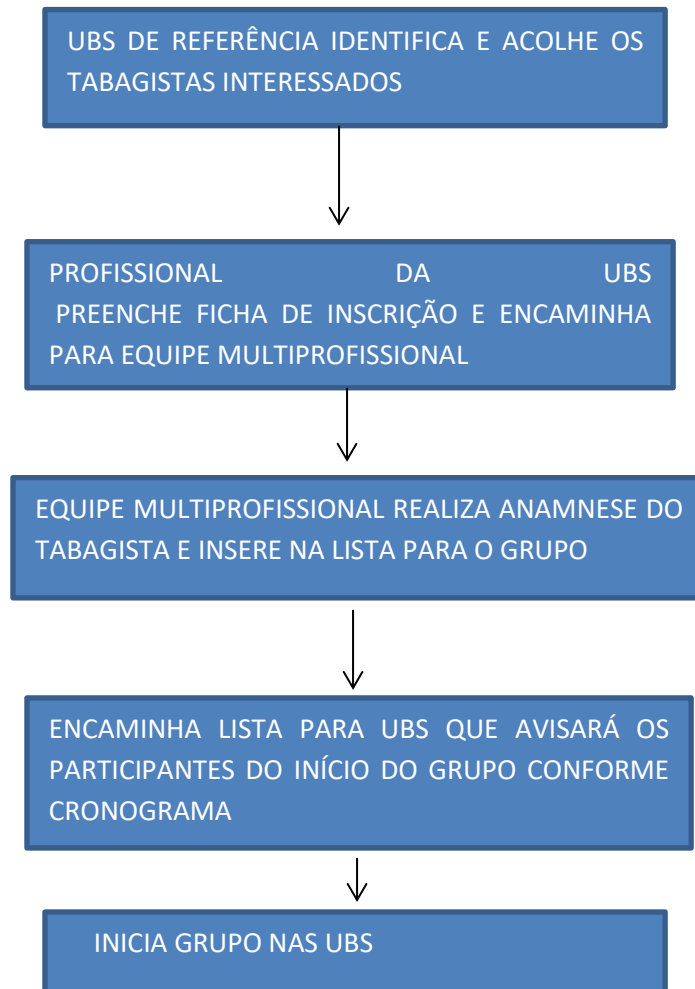 UBS DE REFERÊNCIA IDENTIFICA E ACOLHE OS
TABAGISTAS INTERESSADOS
PROFISSIONAL DA UBS
PREENCHE FICHA DE INSCRIÇÃO E ENCAMINHA
PARA EQUIPE MULTIPROFISSIONAL
EQUIPE MULTIPROFISSIONAL REALIZA ANAMNESE DO
TABAGISTA E INSERE NA LISTA PARA O GRUPO
ENCAMINHA LISTA PARA UBS QUE AVISARÁ OS
PARTICIPANTES DO INÍCIO DO GRUPO CONFORME
CRONOGRAMA
INICIA GRUPO NAS UBS